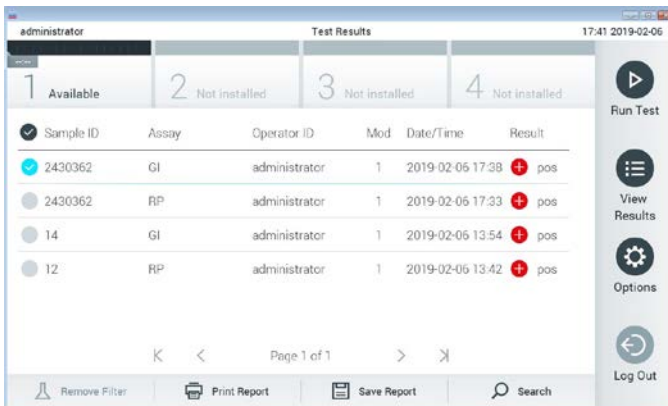 administrator Test Results 17:41 2019-02-06
1 Available 2 Not installed 3 Not installed 4 Not installed
Run Test
Sample ID Assay Operator ID Mod Date/Time Result
2430362 GI administrator 1 2019-02-06 17:38 pos
2430362 RP administrator 1 2019-02-06 17:33 pos
View
Results
14 GI administrator 1 2019-02-06 13:54 pos
12 RP administrator 1 2019-02-06 13:42 pos
Options
Page 1 of 1
Log Out
Remove Filter Print Report Save Report Search